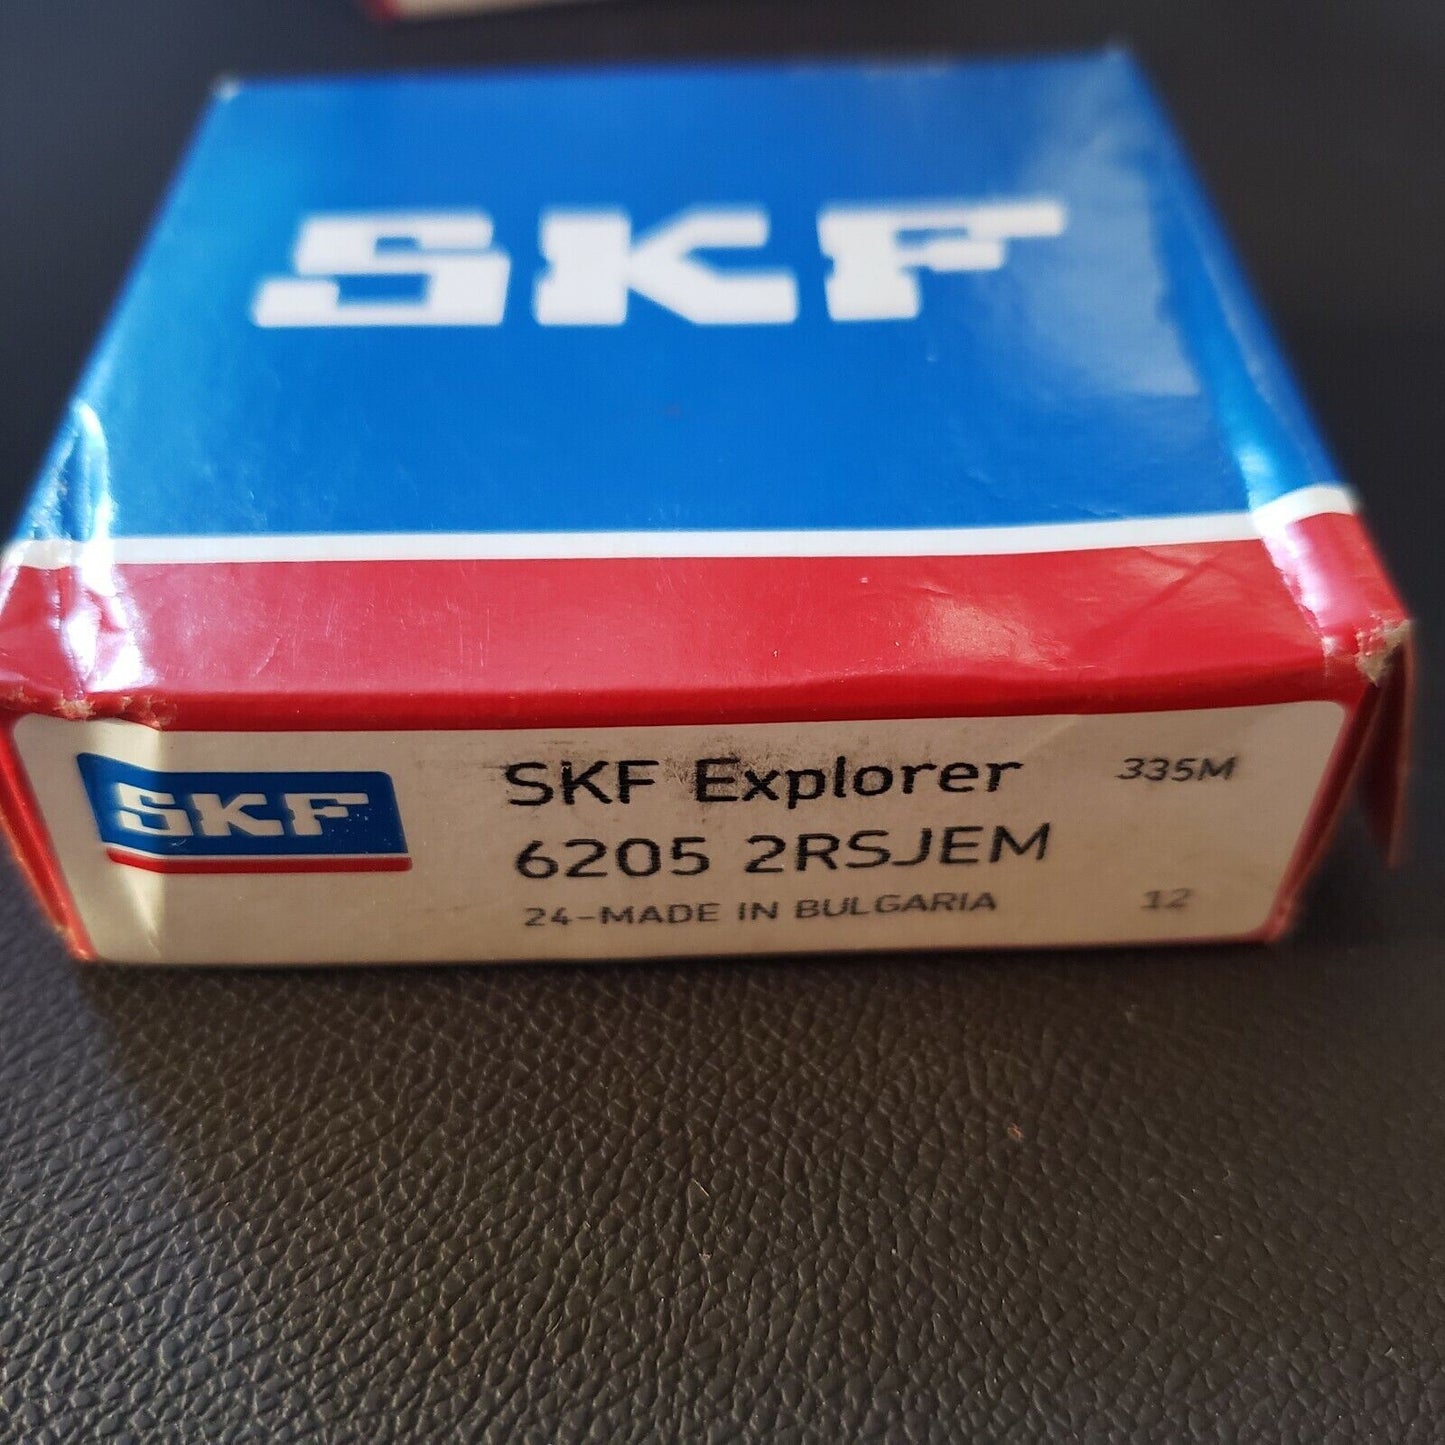 SKF
SKF
SKF Explorer 335M
6205 2RSJEM
24-MADE IN BULGARIA 12